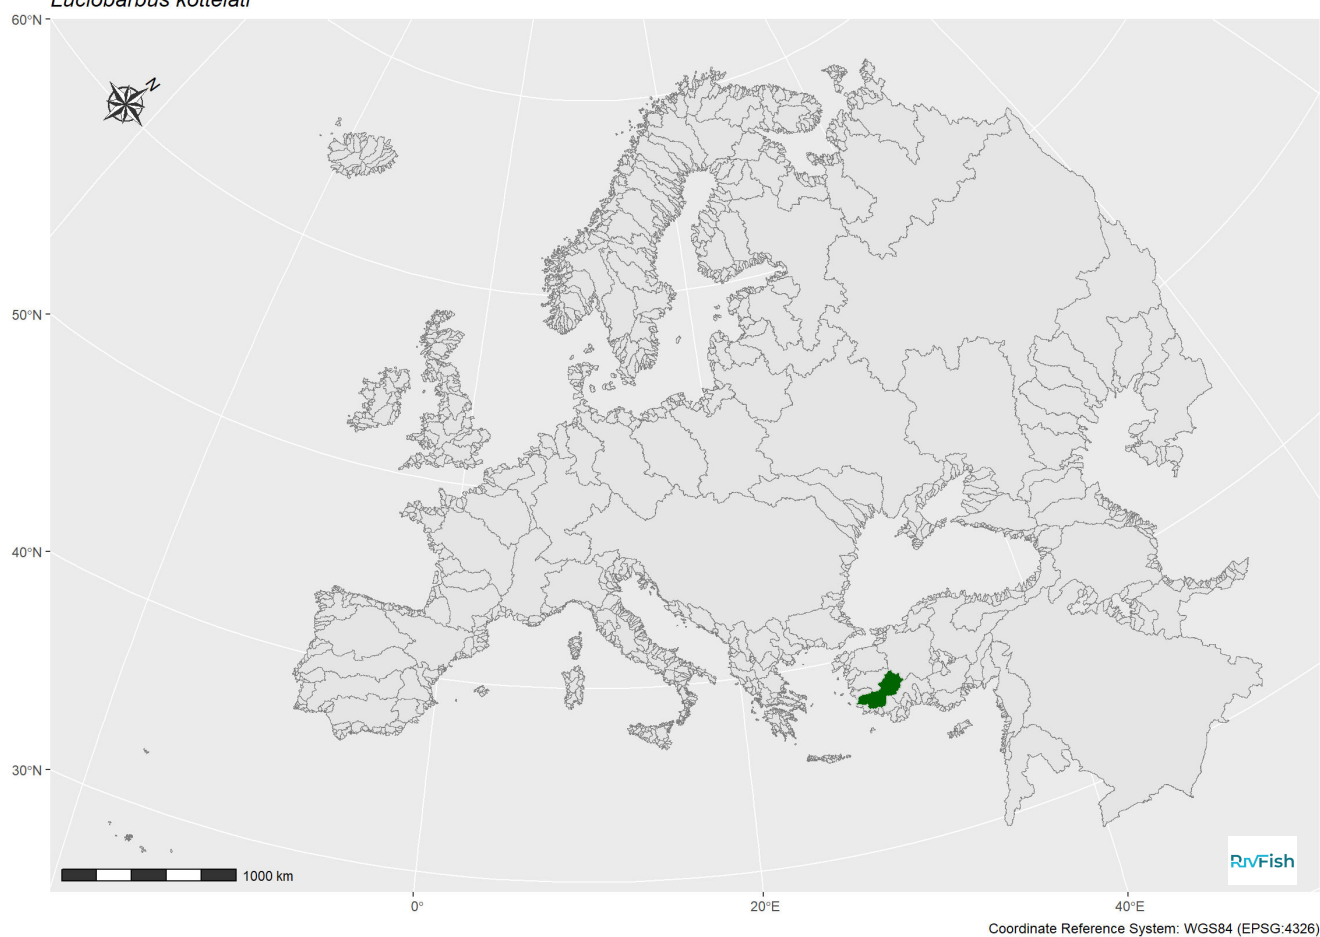 Luciobarbus kottelati
60°N
N
50°N
40°N
30°N
1000 km
RivFish
0°
20°E
40°E
Coordinate Reference System: WGS84 (EPSG:4326)